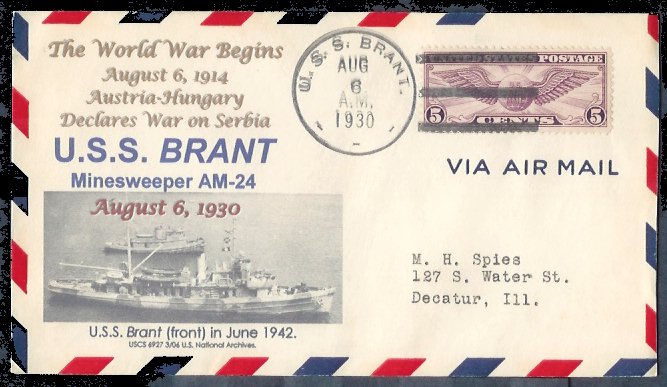 The World War Begins
August 6, 1914
Austria-Hungary
Declares War on Serbia
U.S.S. BRANT
Minesweeper AM-24
August 6, 1930
U.S.S. Brant (front) in June 1942.
USCS 6927 3/06 U.S. National Archives.
U. S. S. BRANT.
AUG
6
A.M.
1930
POSTAGE
5 CENTS 5
VIA AIR MAIL
M. H. Spies
127 S. Water St.
Decatur, Ill.